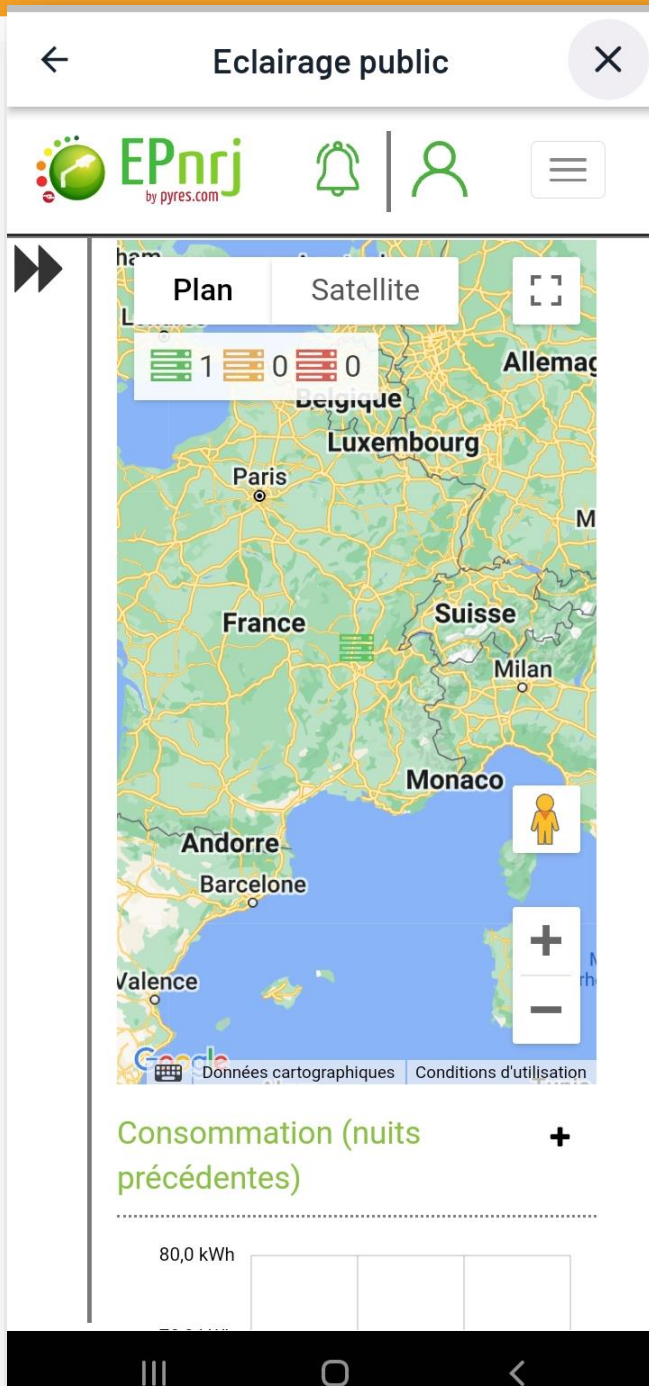 Eclairage public
EPnrj
by pyres.com
Plan
Satellite
1
0
0
Allemag
Belgique
Luxembourg
Paris
M
France
Suisse
Milan
Monaco
Andorre
Barcelone
Valence
Google
Données cartographiques
Conditions d'utilisation
Consommation (nuits
précédentes)
80,0 kWh